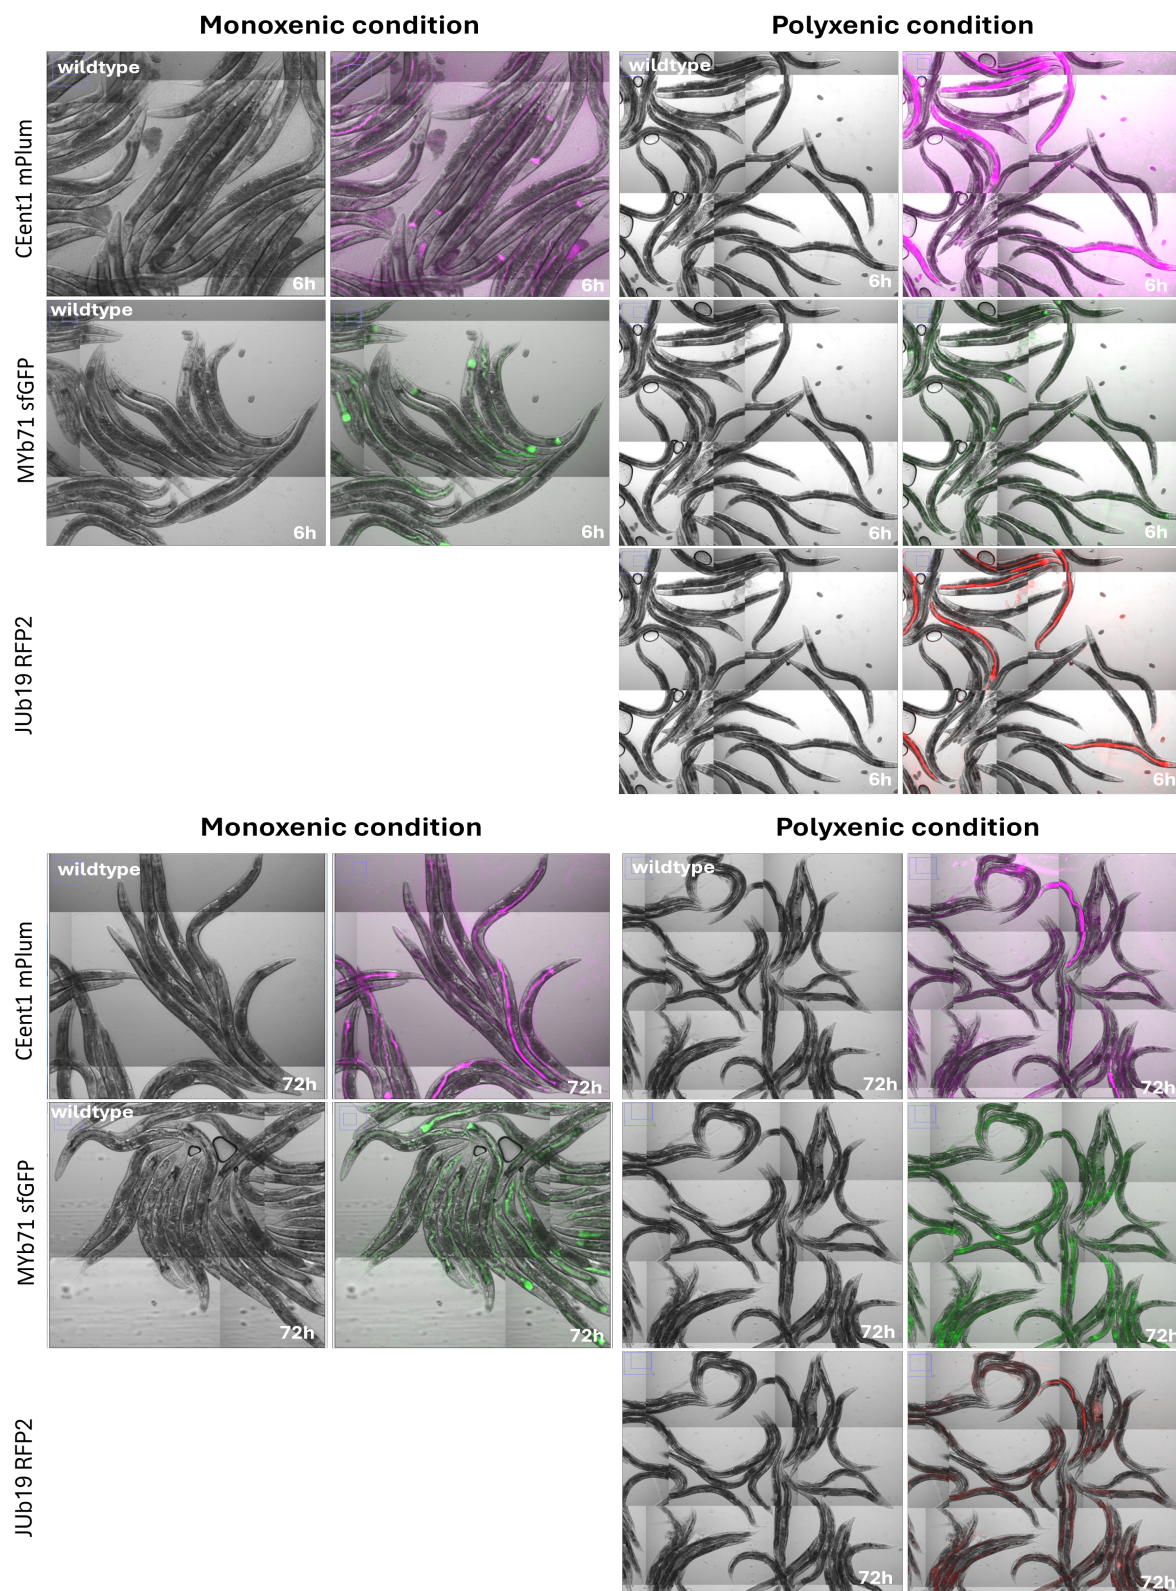 Monoxenic condition
Polyxenic condition
CEent1 mPlum
wildtype
6h
6h
wildtype
6h
6h
MYb71 sfGFP
wildtype
6h
6h
6h
6h
JUb19 RFP2
6h
6h
Monoxenic condition
Polyxenic condition
CEent1 mPlum
wildtype
72h
72h
wildtype
72h
72h
MYb71 sfGFP
wildtype
72h
72h
72h
72h
JUb19 RFP2
72h
72h